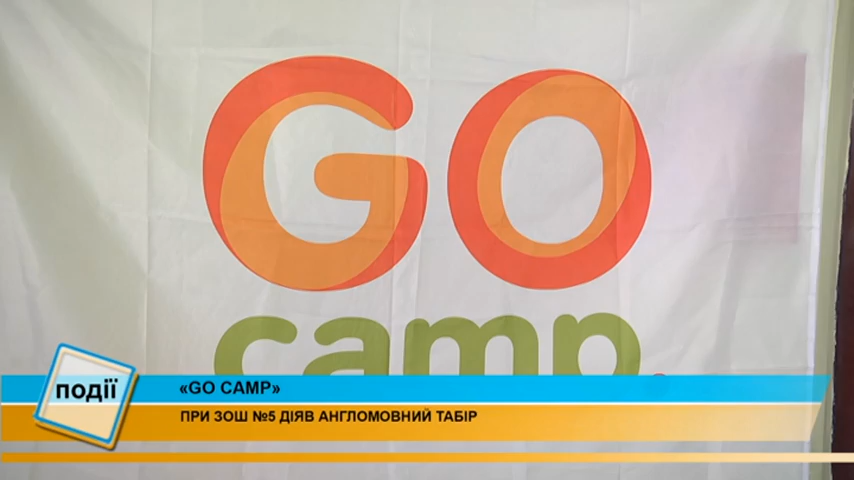 GO
camp
події
«GO CAMP»
ПРИ ЗОШ №5 ДІЯВ АНГЛОМОВНИЙ ТАБІР